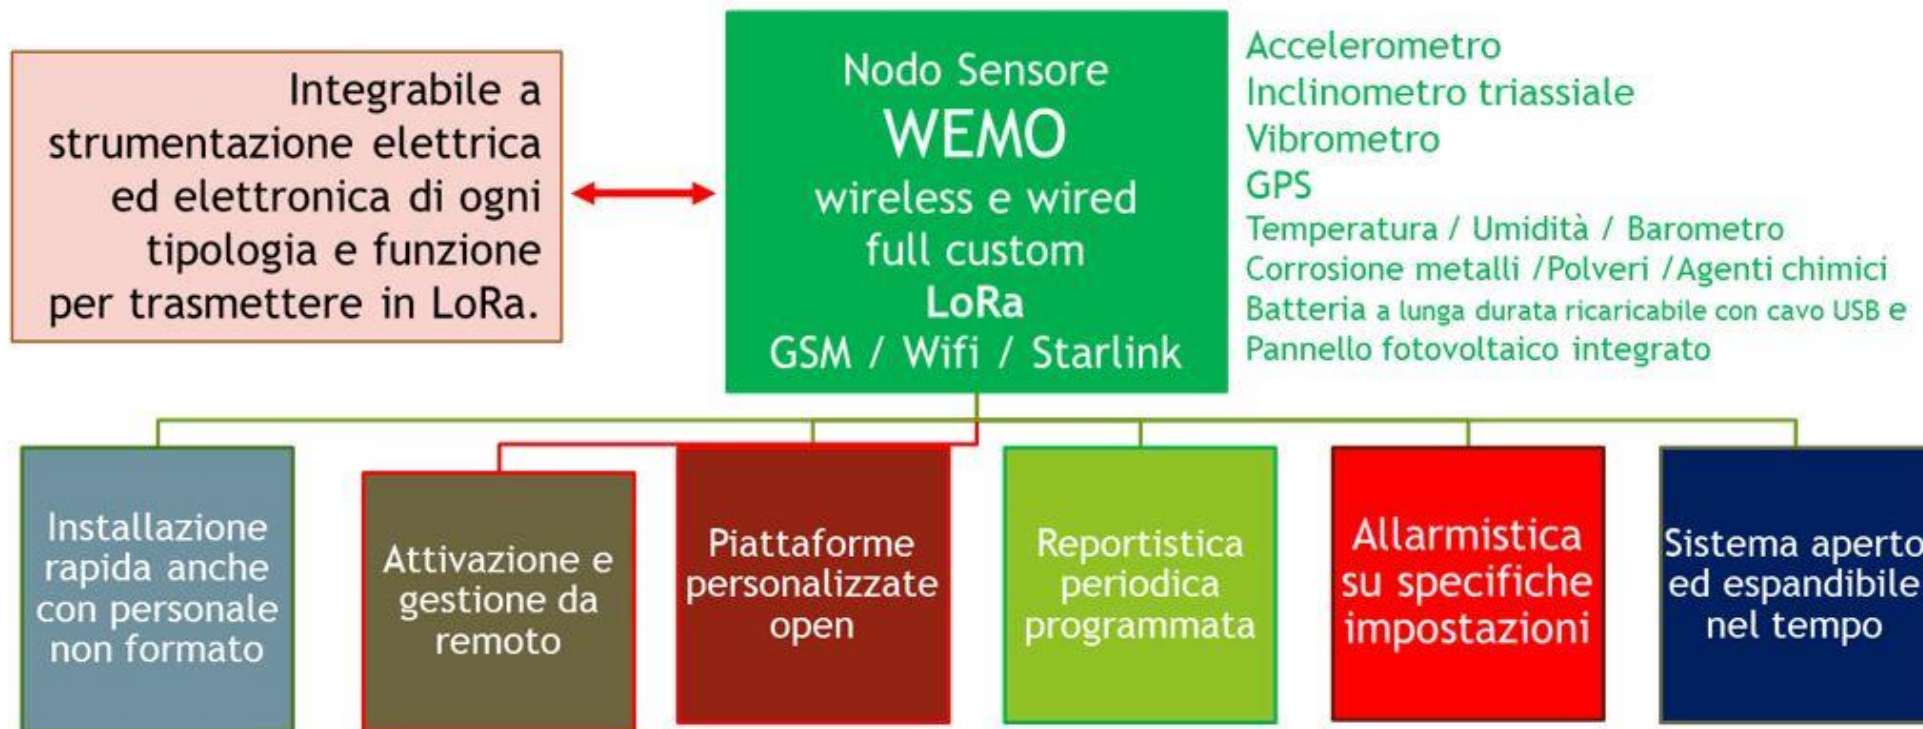 Integrabile a
strumentazione elettrica
ed elettronica di ogni
tipologia e funzione
per trasmettere in LoRa.
Nodo Sensore
WEMO
wireless e wired
full custom
LoRa
GSM / Wifi / Starlink
Accelerometro
Inclinometro triassiale
Vibrometro
GPS
Temperatura / Umidità / Barometro
Corrosione metalli /Polveri /Agenti chimici
Batteria a lunga durata ricaricabile con cavo USB e
Pannello fotovoltaico integrato
Installazione
rapida anche
con personale
non formato
Attivazione e
gestione da
remoto
Piattaforme
personalizzate
open
Reportistica
periodica
programmata
Allarmistica
su specifiche
impostazioni
Sistema aperto
ed espandibile
nel tempo